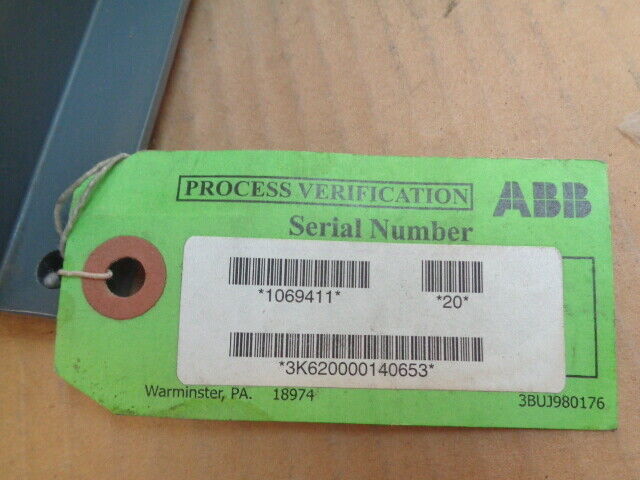 PROCESS VERIFICATION
ABB
Serial Number
*1069411*
*20*
*3K620000140653*
Warminster, PA. 18974
3BUJ980176